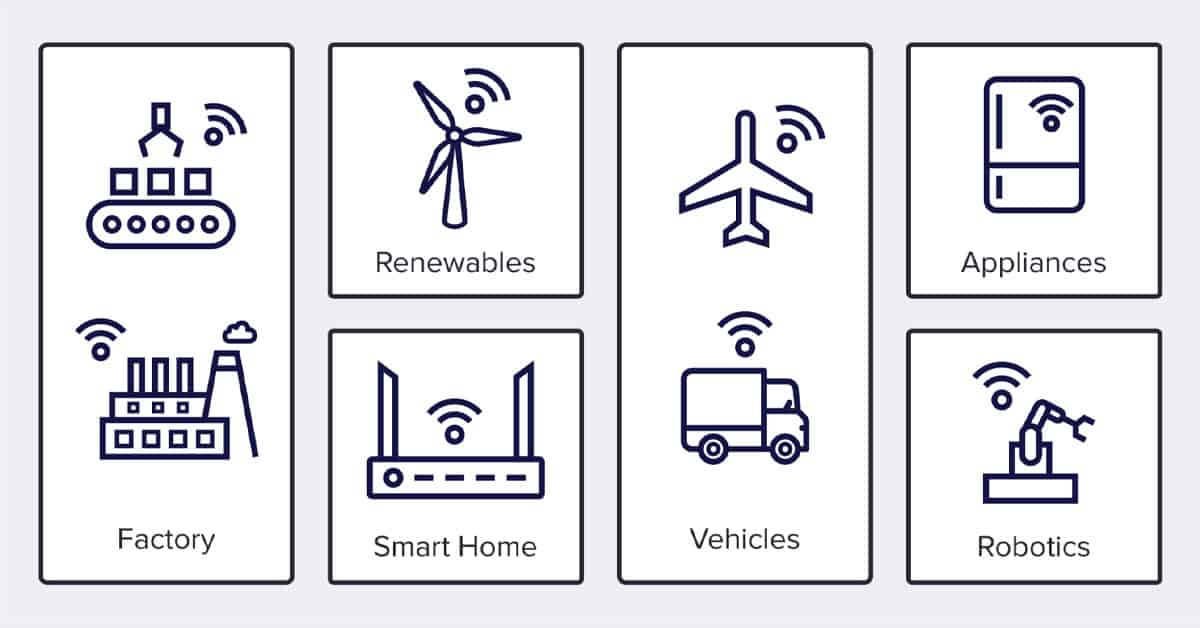 Factory
Renewables
Smart Home
Vehicles
Appliances
Robotics